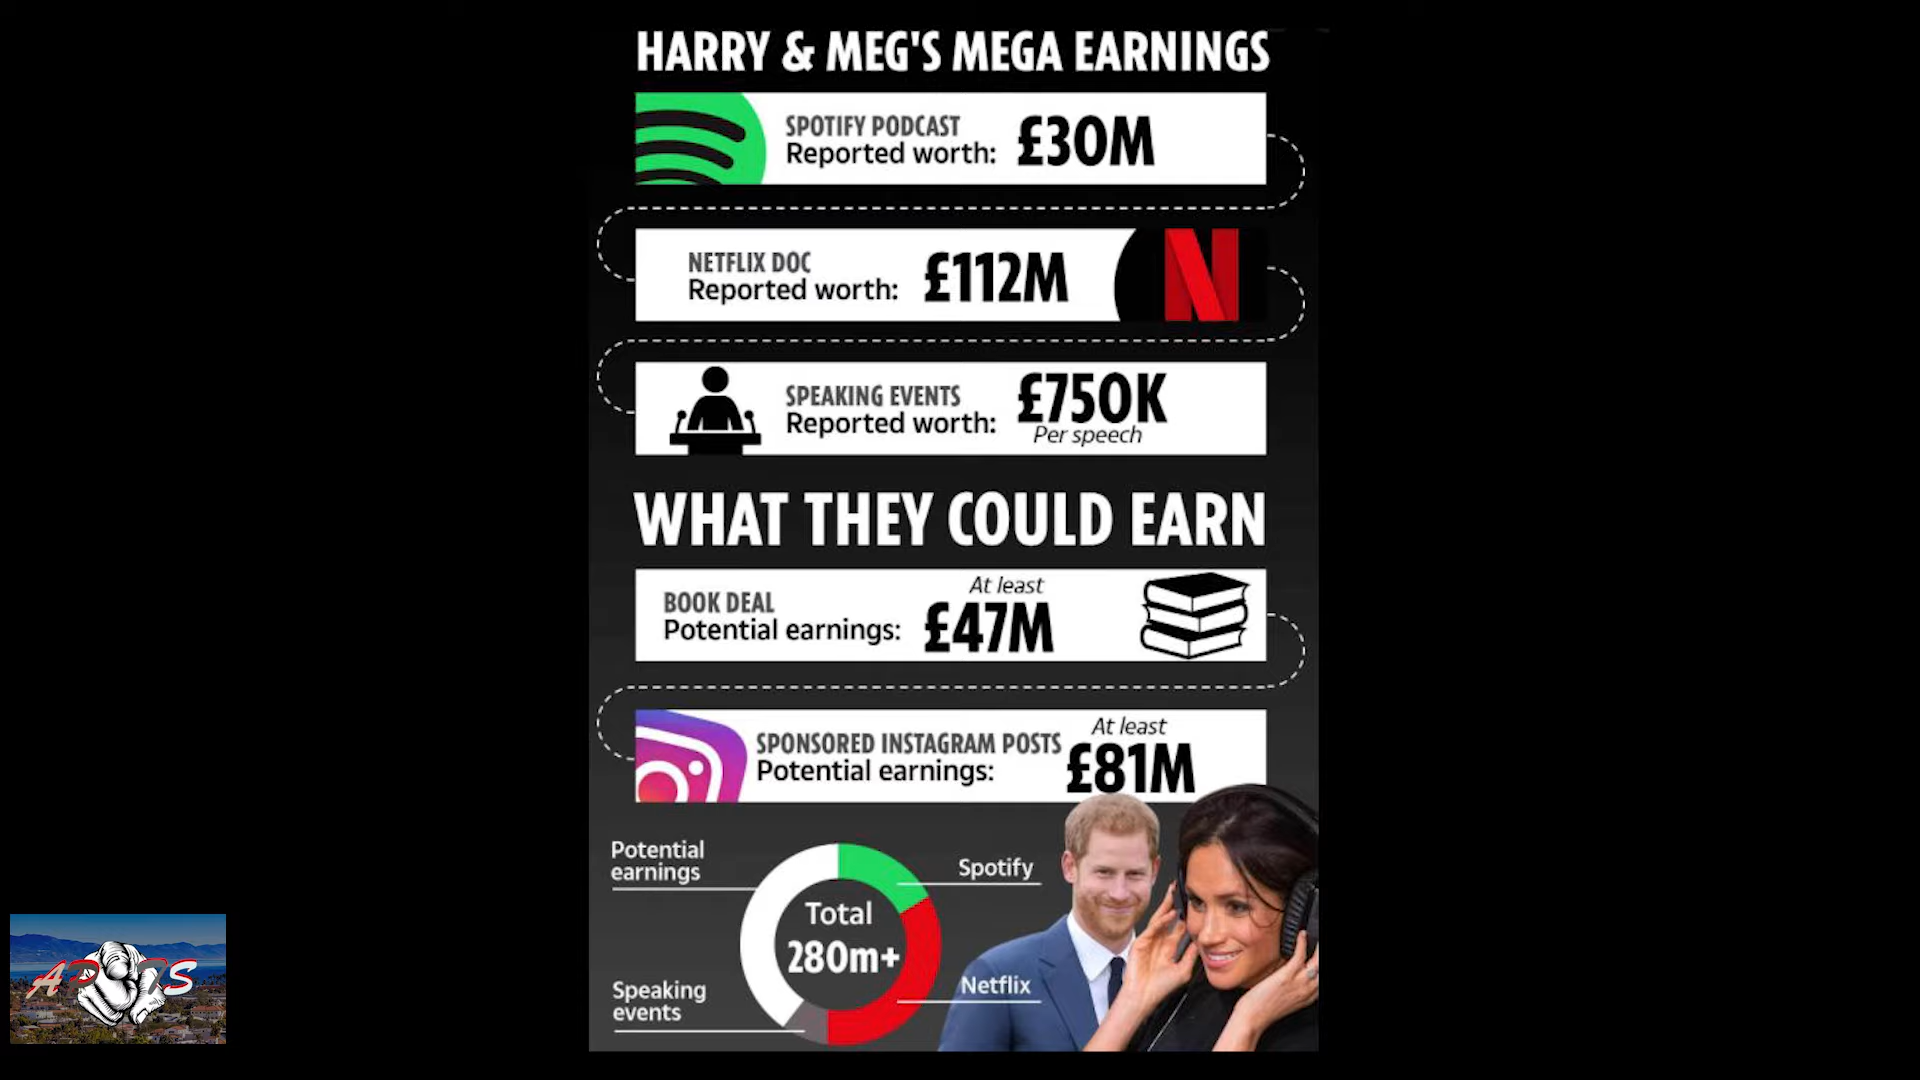 HARRY & MEG'S MEGA EARNINGS
SPOTIFY PODCAST
Reported worth: £30M
NETFLIX DOC
Reported worth: £112M
SPEAKING EVENTS
Reported worth: £750K
Per speech
WHAT THEY COULD EARN
BOOK DEAL
At least
Potential earnings: £47M
SPONSORED INSTAGRAM POSTS
At least
Potential earnings: £81M
Potential
earnings
Spotify
Total
280m+
Netflix
Speaking
events